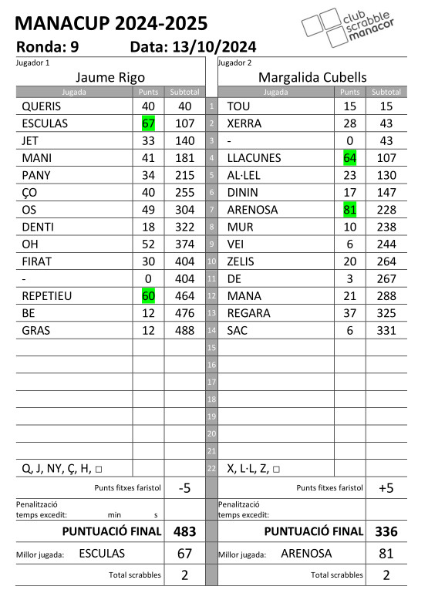 MANACUP 2024-2025
club
scrabble
manacor
Ronda: 9 Data: 13/10/2024
Jugador 1 Jugador 2
Jaume Rigo Margalida Cubells
Jugada Punts Subtotal Jugada Punts Subtotal
QUERIS 40 40 1 TOU 15 15
ESCULAS 67 107 2 XERRA 28 43
JET 33 140 3 - 0 43
MANI 41 181 4 LLACUNES 64 107
PANY 34 215 5 AL·LEL 23 130
ÇO 40 255 6 DININ 17 147
OS 49 304 7 ARENOSA 81 228
DENTI 18 322 8 MUR 10 238
OH 52 374 9 VEI 6 244
FIRAT 30 404 10 ZELIS 20 264
- 0 404 11 DE 3 267
REPETIEU 60 464 12 MANA 21 288
BE 12 476 13 REGARA 37 325
GRAS 12 488 14 SAC 6 331
15
16
17
18
19
20
21
Q, J, NY, Ç, H, □ 22 X, L·L, Z, □
Punts fitxes faristol -5 Punts fitxes faristol +5
Penalització Penalització
temps excedit: min s temps excedit:
PUNTUACIÓ FINAL 483 PUNTUACIÓ FINAL 336
Millor jugada: ESCULAS 67 Millor jugada: ARENOSA 81
Total scrabbles 2 Total scrabbles 2